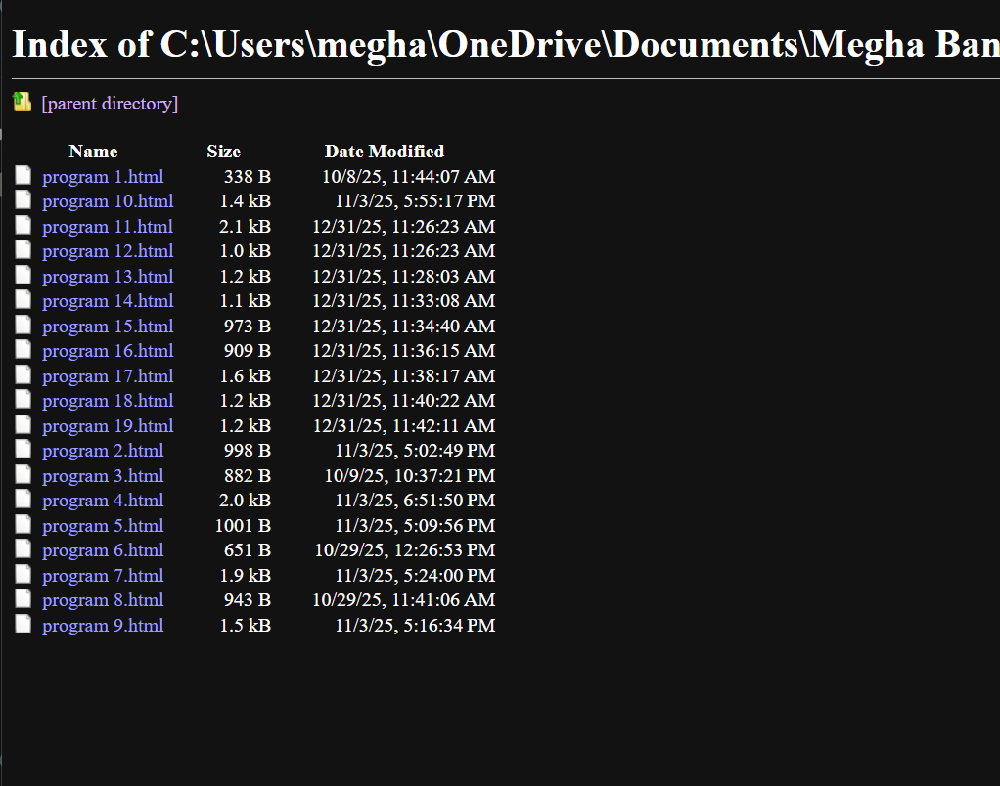 Index of C:\Users\megha\OneDrive\Documents\Megha Ban
[parent directory]
Name Size Date Modified
program 1.html 338 B 10/8/25, 11:44:07 AM
program 10.html 1.4 kB 11/3/25, 5:55:17 PM
program 11.html 2.1 kB 12/31/25, 11:26:23 AM
program 12.html 1.0 kB 12/31/25, 11:26:23 AM
program 13.html 1.2 kB 12/31/25, 11:28:03 AM
program 14.html 1.1 kB 12/31/25, 11:33:08 AM
program 15.html 973 B 12/31/25, 11:34:40 AM
program 16.html 909 B 12/31/25, 11:36:15 AM
program 17.html 1.6 kB 12/31/25, 11:38:17 AM
program 18.html 1.2 kB 12/31/25, 11:40:22 AM
program 19.html 1.2 kB 12/31/25, 11:42:11 AM
program 2.html 998 B 11/3/25, 5:02:49 PM
program 3.html 882 B 10/9/25, 10:37:21 PM
program 4.html 2.0 kB 11/3/25, 6:51:50 PM
program 5.html 1001 B 11/3/25, 5:09:56 PM
program 6.html 651 B 10/29/25, 12:26:53 PM
program 7.html 1.9 kB 11/3/25, 5:24:00 PM
program 8.html 943 B 10/29/25, 11:41:06 AM
program 9.html 1.5 kB 11/3/25, 5:16:34 PM